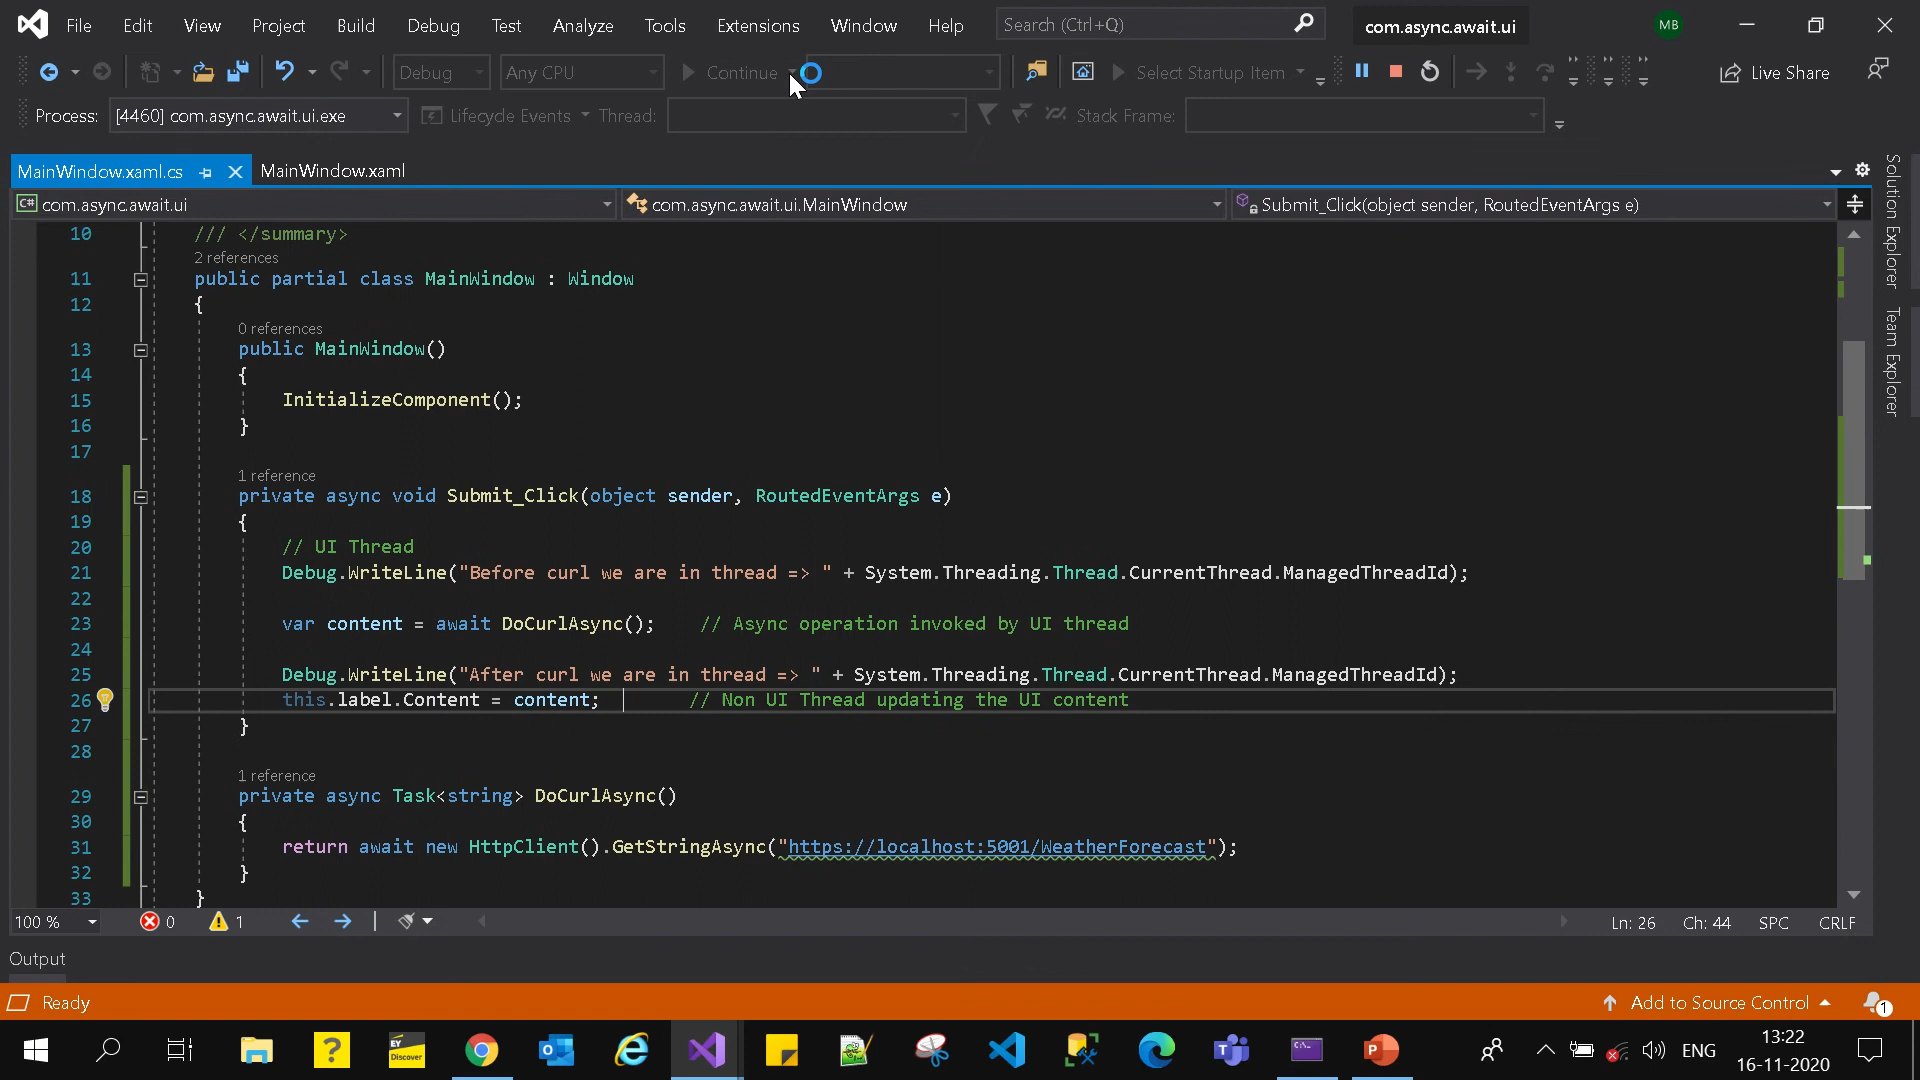 File Edit View Project Build Debug Test Analyze Tools Extensions Window Help Search (Ctrl+Q) com.async.await.ui MB
Debug Any CPU Continue Select Startup Item Live Share
Process: [4460] com.async.await.ui.exe Lifecycle Events Thread: Stack Frame:
MainWindow.xaml.cs MainWindow.xaml
C# com.async.await.ui com.async.await.ui.MainWindow Submit_Click(object sender, RoutedEventArgs e)
10 /// </summary>
2 references
11 public partial class MainWindow : Window
12 {
0 references
13 public MainWindow()
14 {
15 InitializeComponent();
16 }
17
1 reference
18 private async void Submit_Click(object sender, RoutedEventArgs e)
19 {
20 // UI Thread
21 Debug.WriteLine("Before curl we are in thread => " + System.Threading.Thread.CurrentThread.ManagedThreadId);
22
23 var content = await DoCurlAsync(); // Async operation invoked by UI thread
24
25 Debug.WriteLine("After curl we are in thread => " + System.Threading.Thread.CurrentThread.ManagedThreadId);
26 this.label.Content = content; // Non UI Thread updating the UI content
27 }
28
1 reference
29 private async Task<string> DoCurlAsync()
30 {
31 return await new HttpClient().GetStringAsync("https://localhost:5001/WeatherForecast");
32 }
33 }
100 % 0 1 Ln: 26 Ch: 44 SPC CRLF
Output
Ready Add to Source Control 1
EY Discover
ENG
13:22
16-11-2020
Solution Explorer
Team Explorer